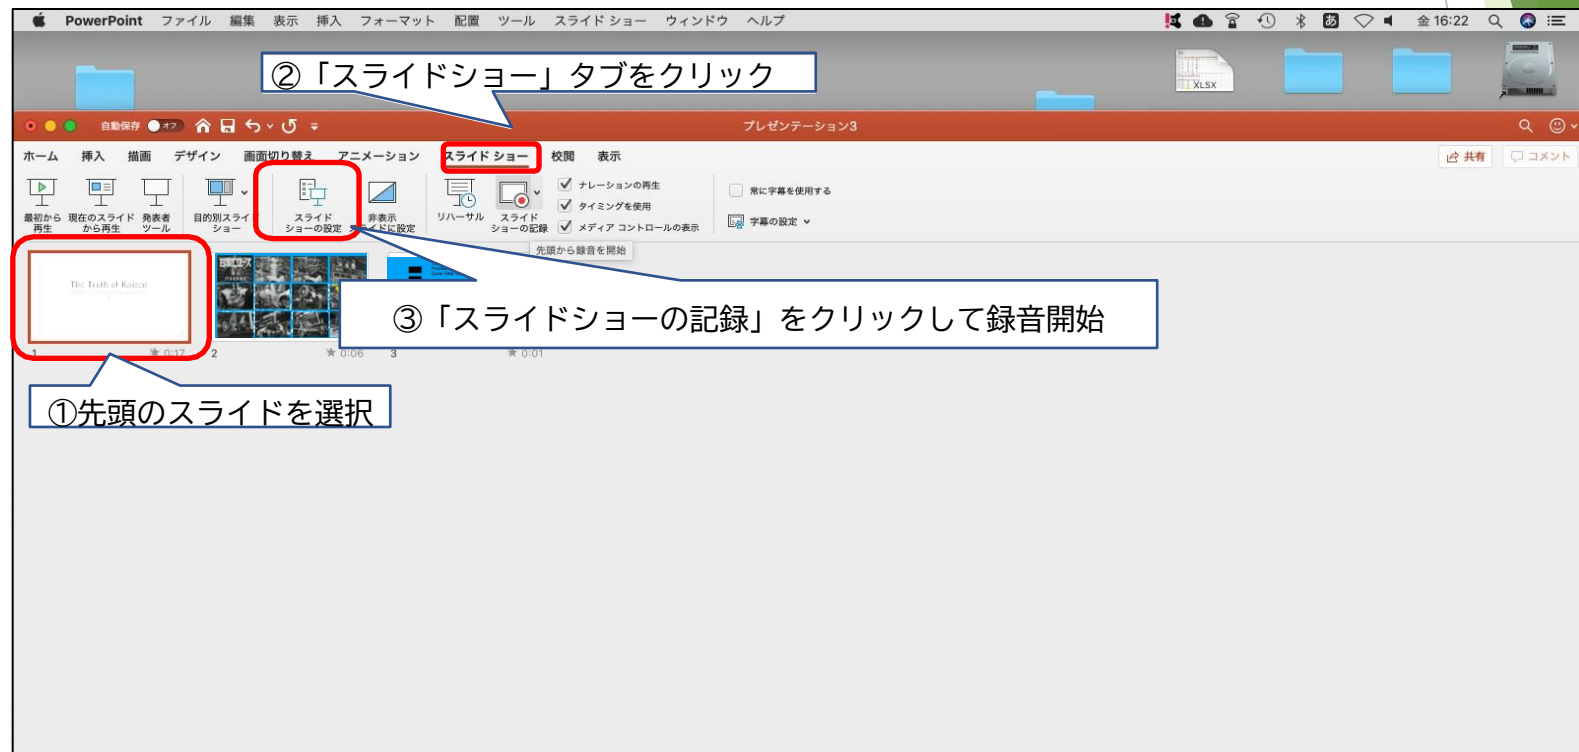 PowerPoint ファイル 編集 表示 挿入 フォーマット 配置 ツール スライド ショー ウィンドウ ヘルプ あ 金16:22
②「スライドショー」タブをクリック
XLSX
自動保存 オフ プレゼンテーション3
ホーム 挿入 描画 デザイン 画面切り替え アニメーション スライド ショー 校閲 表示 共有 コメント
最初から
再生
現在のスライド
から再生
発表者
ツール
目的別スライド
ショー
スライド
ショーの設定
非表示
スライドに設定
リハーサル
スライド
ショーの記録
ナレーションの再生
タイミングを使用
メディア コントロールの表示
常に字幕を使用する
字幕の設定
先頭から録音を開始
The Truth of Kaizen
③「スライドショーの記録」をクリックして録音開始
1 0:17 2 0:06 3 0:01
①先頭のスライドを選択